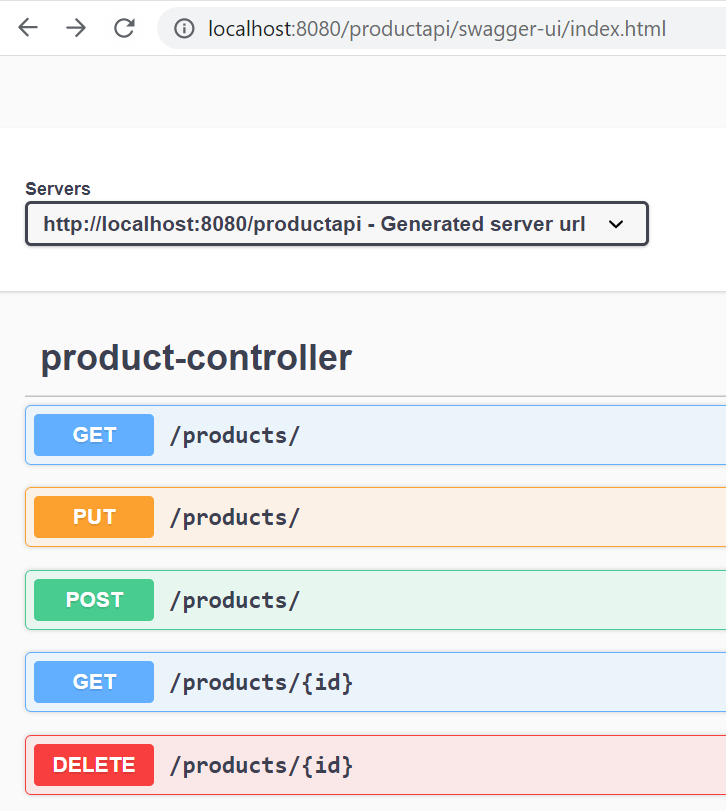 localhost:8080/productapi/swagger-ui/index.html
Servers
http://localhost:8080/productapi - Generated server url
product-controller
GET /products/
PUT /products/
POST /products/
GET /products/{id}
DELETE /products/{id}